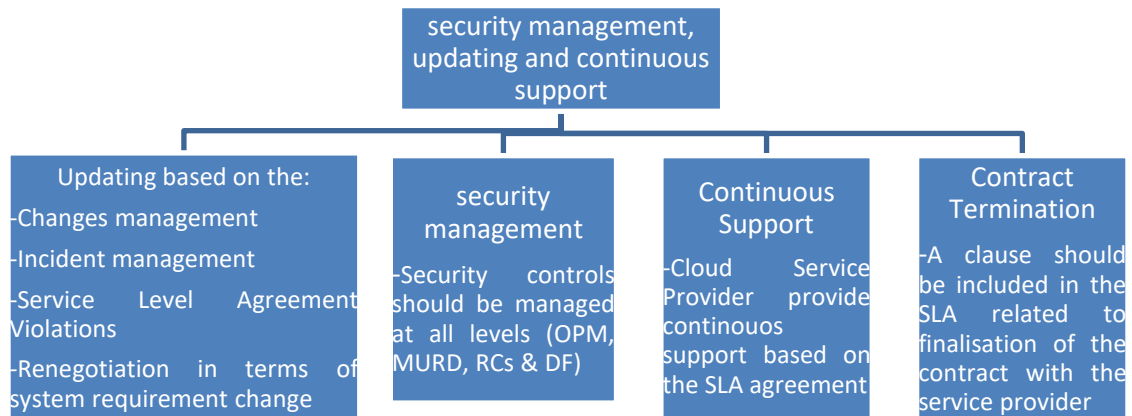 security management,
updating and continuous
support
Updating based on the:
-Changes management
-Incident management
-Service Level Agreement
Violations
-Renegotiation in terms of
system requirement change
security
management
-Security controls
should be managed
at all levels (OPM,
MURD, RCs & DF)
Continuous
Support
-Cloud Service
Provider provide
continouos
support based on
the SLA agreement
Contract
Termination
-A clause should
be included in the
SLA related to
finalisation of the
contract with the
service provider